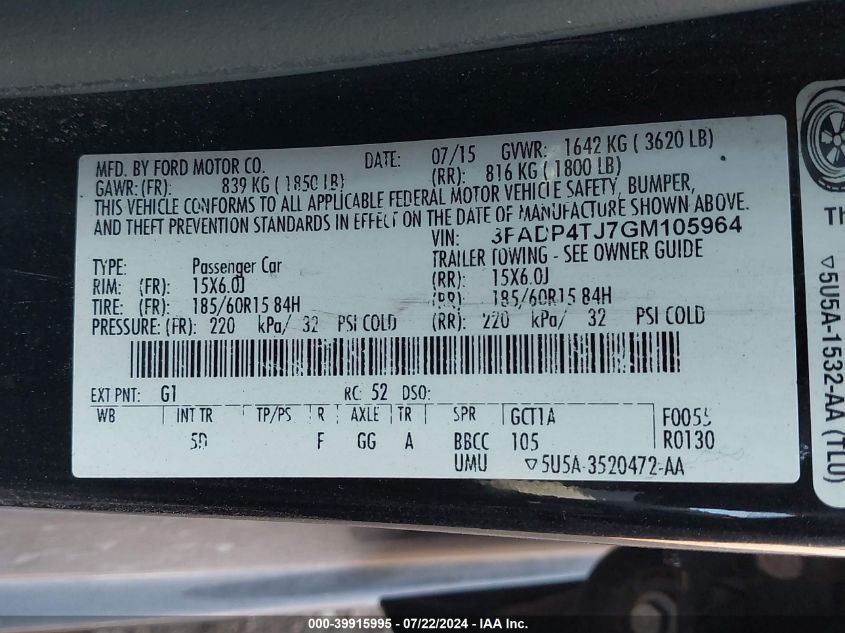 MFD. BY FORD MOTOR CO. DATE: 07/15 GVWR: 1642 KG ( 3620 LB)
GAWR:(FR): 839 KG ( 1850 LB) (RR): 816 KG ( 1800 LB)
THIS VEHICLE CONFORMS TO ALL APPLICABLE FEDERAL MOTOR VEHICLE SAFETY, BUMPER,
AND THEFT PREVENTION STANDARDS IN EFFECT ON THE DATE OF MANUFACTURE SHOWN ABOVE.
VIN: 3FADP4TJ7GM105964
TYPE: Passenger Car TRAILER TOWING - SEE OWNER GUIDE
RIM: (FR): 15X6.0J (RR): 15X6.0J
TIRE: (FR): 185/60R15 84H (RR): 185/60R15 84H
PRESSURE: (FR): 220 kPa/ 32 PSI COLD (RR): 220 kPa/ 32 PSI COLD
EXT PNT: G1 RC: 52 DSO:
WB INT TR TP/PS R AXLE TR SPR GCT1A F0055
5D F GG A BBCC 105 R0130
UMU ▽5U5A-3520472-AA
Th
▽5U5A-1532-AA (TLU)
000-39915995 - 07/22/2024 - IAA Inc.